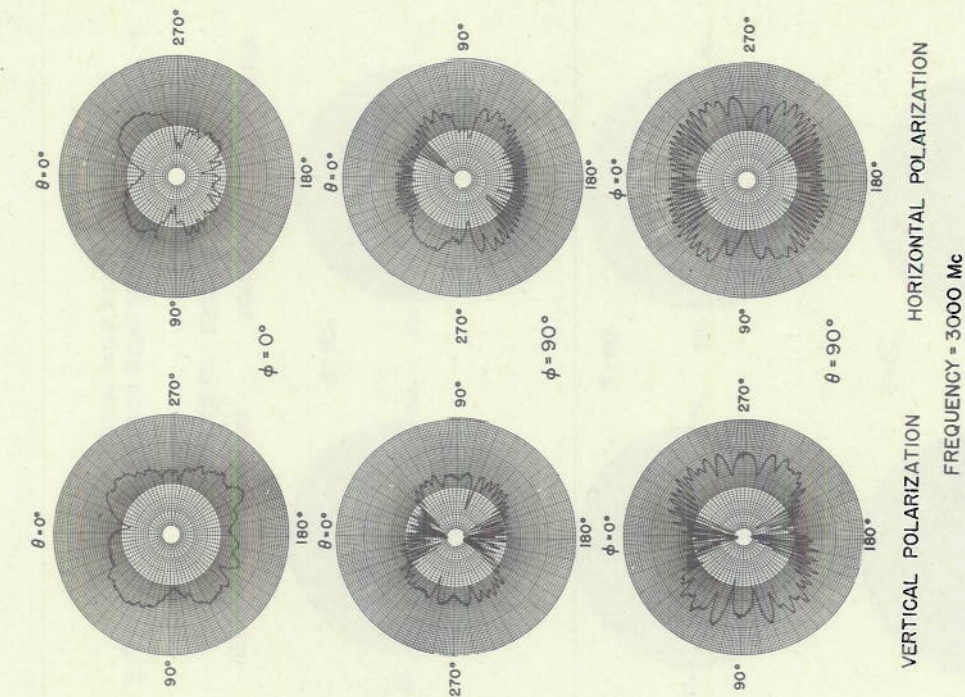 θ=0° θ=0°
90° 270° 90° 270°
φ=0°
180° 180°
θ=0° θ=0°
270° 90° 270° 90°
φ=90°
180° 180°
φ=0° φ=0°
90° 270° 90° 270°
θ=90°
180° 180°
VERTICAL POLARIZATION HORIZONTAL POLARIZATION
FREQUENCY = 3000 Mc